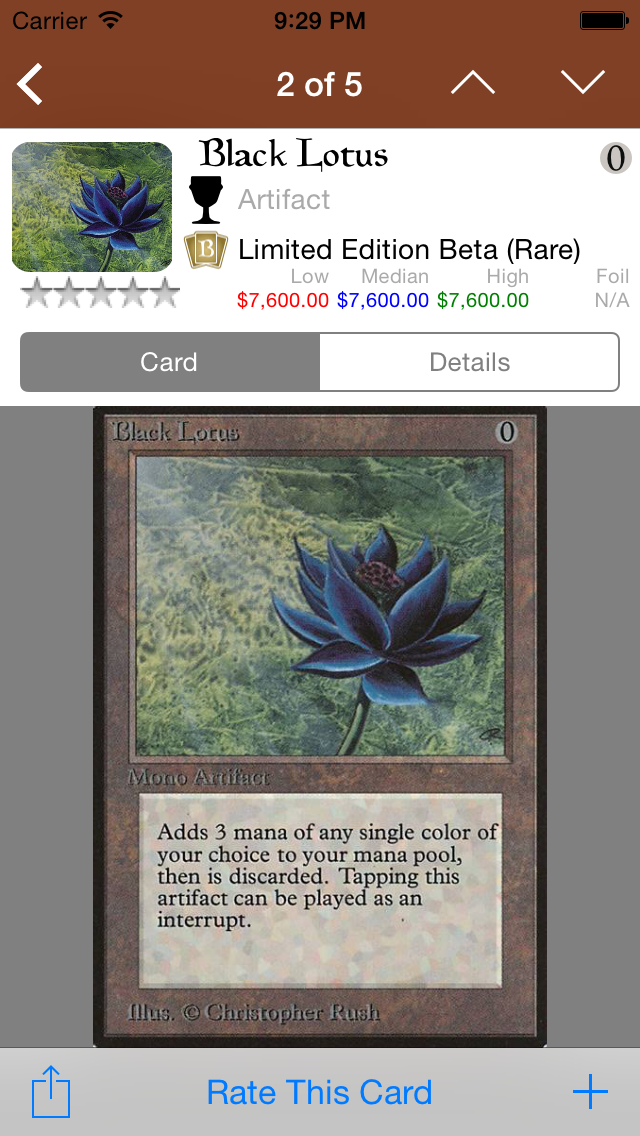 Carrier 9:29 PM
2 of 5
Black Lotus 0
Artifact
B Limited Edition Beta (Rare)
Low Median High Foil
$7,600.00 $7,600.00 $7,600.00 N/A
Card Details
Black Lotus 0
Mono Artifact
Adds 3 mana of any single color of
your choice to your mana pool,
then is discarded. Tapping this
artifact can be played as an
interrupt.
Illus. © Christopher Rush
Rate This Card